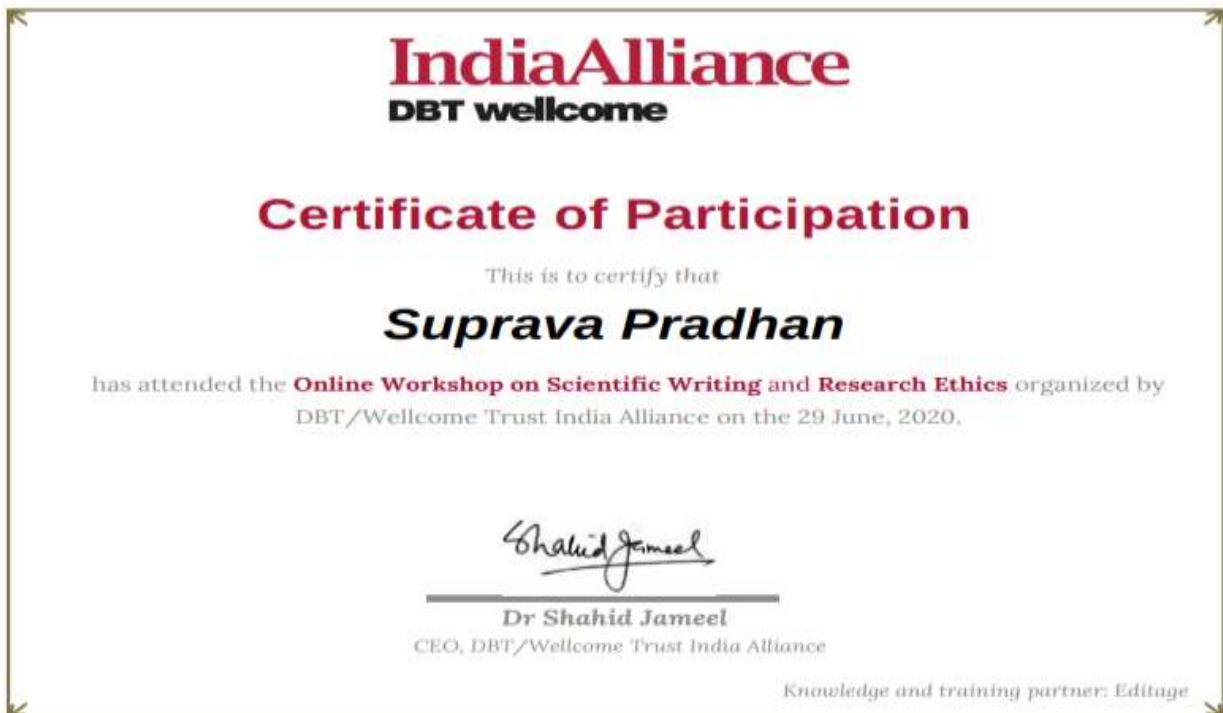 IndiaAlliance
DBT wellcome
Certificate of Participation
This is to certify that
Suprava Pradhan
has attended the Online Workshop on Scientific Writing and Research Ethics organized by
DBT/Wellcome Trust India Alliance on the 29 June, 2020.
Shahid Jameel
Dr Shahid Jameel
CEO, DBT/Wellcome Trust India Alliance
Knowledge and training partner: Editage